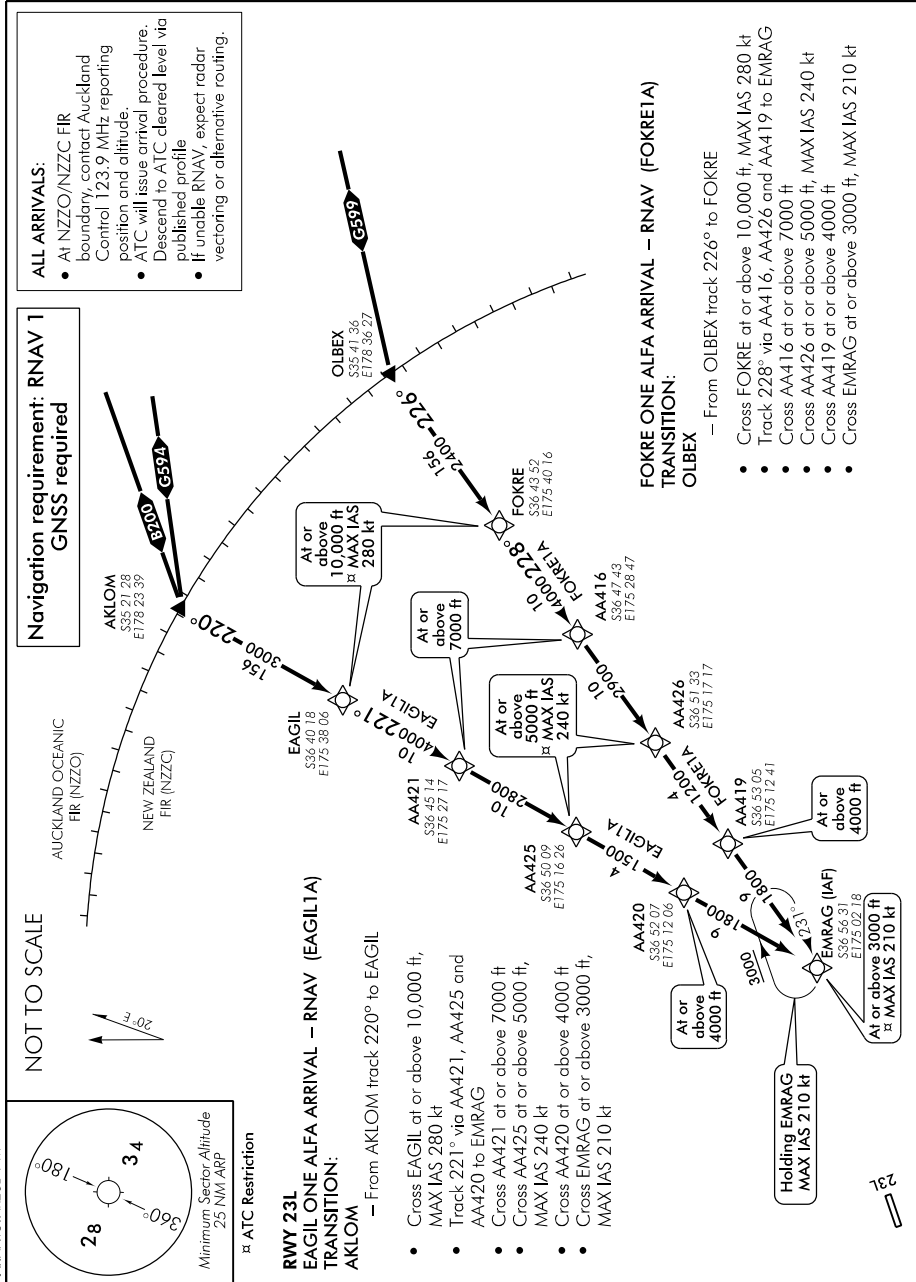 NOT TO SCALE
20° E
180°
360°
28
34
Minimum Sector Altitude
25 NM ARP
¤ ATC Restriction
Navigation requirement: RNAV 1
GNSS required
ALL ARRIVALS:
• At NZZO/NZZC FIR
boundary, contact Auckland
Control 123.9 MHz reporting
position and altitude.
• ATC will issue arrival procedure.
Descend to ATC cleared level via
published profile
• If unable RNAV, expect radar
vectoring or alternative routing.
AUCKLAND OCEANIC
FIR (NZZO)
NEW ZEALAND
FIR (NZZC)
B200
G594
G599
AKLOM
S35 21 28
E178 23 39
OLBEX
S35 41 36
E178 36 27
220°
3000
156
226°
2400
156
At or
above
10,000 ft
¤ MAX IAS
280 kt
EAGIL
S36 40 18
E175 38 06
FOKRE
S36 43 52
E175 40 16
4000 221°
10
EAGIL1A
4000 228°
10
FOKRE1A
At or
above
7000 ft
AA421
S36 45 14
E175 27 17
AA416
S36 47 43
E175 28 47
2800
10
2900
10
At or
above
5000 ft
¤ MAX IAS
240 kt
AA425
S36 50 09
E175 16 26
AA426
S36 51 33
E175 17 17
1500
4
EAGIL1A
1200
4
FOKRE1A
AA420
S36 52 07
E175 12 06
AA419
S36 53 05
E175 12 41
At or
above
4000 ft
At or
above
4000 ft
1800
9
1800
9
231°
3000
EMRAG (IAF)
S36 56 31
E175 02 18
At or above 3000 ft
¤ MAX IAS 210 kt
Holding EMRAG
MAX IAS 210 kt
23L
RWY 23L
EAGIL ONE ALFA ARRIVAL – RNAV (EAGIL1A)
TRANSITION:
AKLOM
– From AKLOM track 220° to EAGIL
• Cross EAGIL at or above 10,000 ft,
MAX IAS 280 kt
• Track 221° via AA421, AA425 and
AA420 to EMRAG
• Cross AA421 at or above 7000 ft
• Cross AA425 at or above 5000 ft,
MAX IAS 240 kt
• Cross AA420 at or above 4000 ft
• Cross EMRAG at or above 3000 ft,
MAX IAS 210 kt
FOKRE ONE ALFA ARRIVAL – RNAV (FOKRE1A)
TRANSITION:
OLBEX
– From OLBEX track 226° to FOKRE
• Cross FOKRE at or above 10,000 ft, MAX IAS 280 kt
• Track 228° via AA416, AA426 and AA419 to EMRAG
• Cross AA416 at or above 7000 ft
• Cross AA426 at or above 5000 ft, MAX IAS 240 kt
• Cross AA419 at or above 4000 ft
• Cross EMRAG at or above 3000 ft, MAX IAS 210 kt